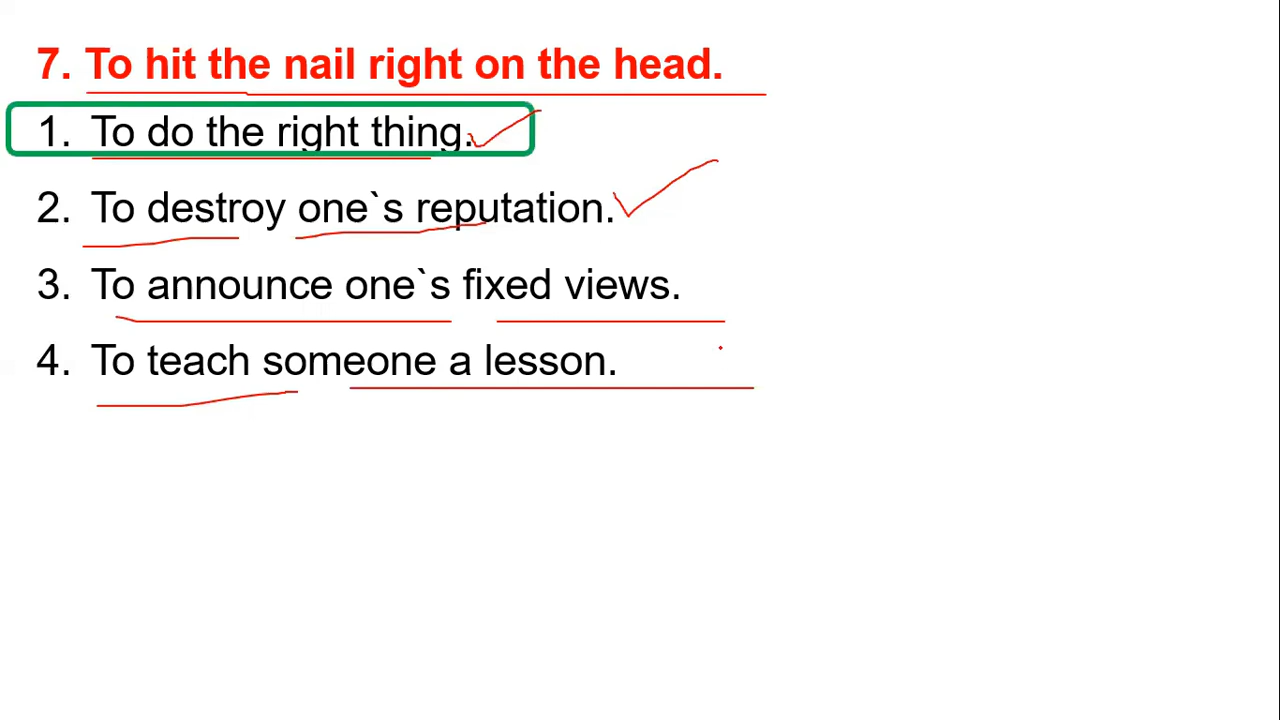 7. To hit the nail right on the head.
1. To do the right thing.
2. To destroy one`s reputation.
3. To announce one`s fixed views.
4. To teach someone a lesson.